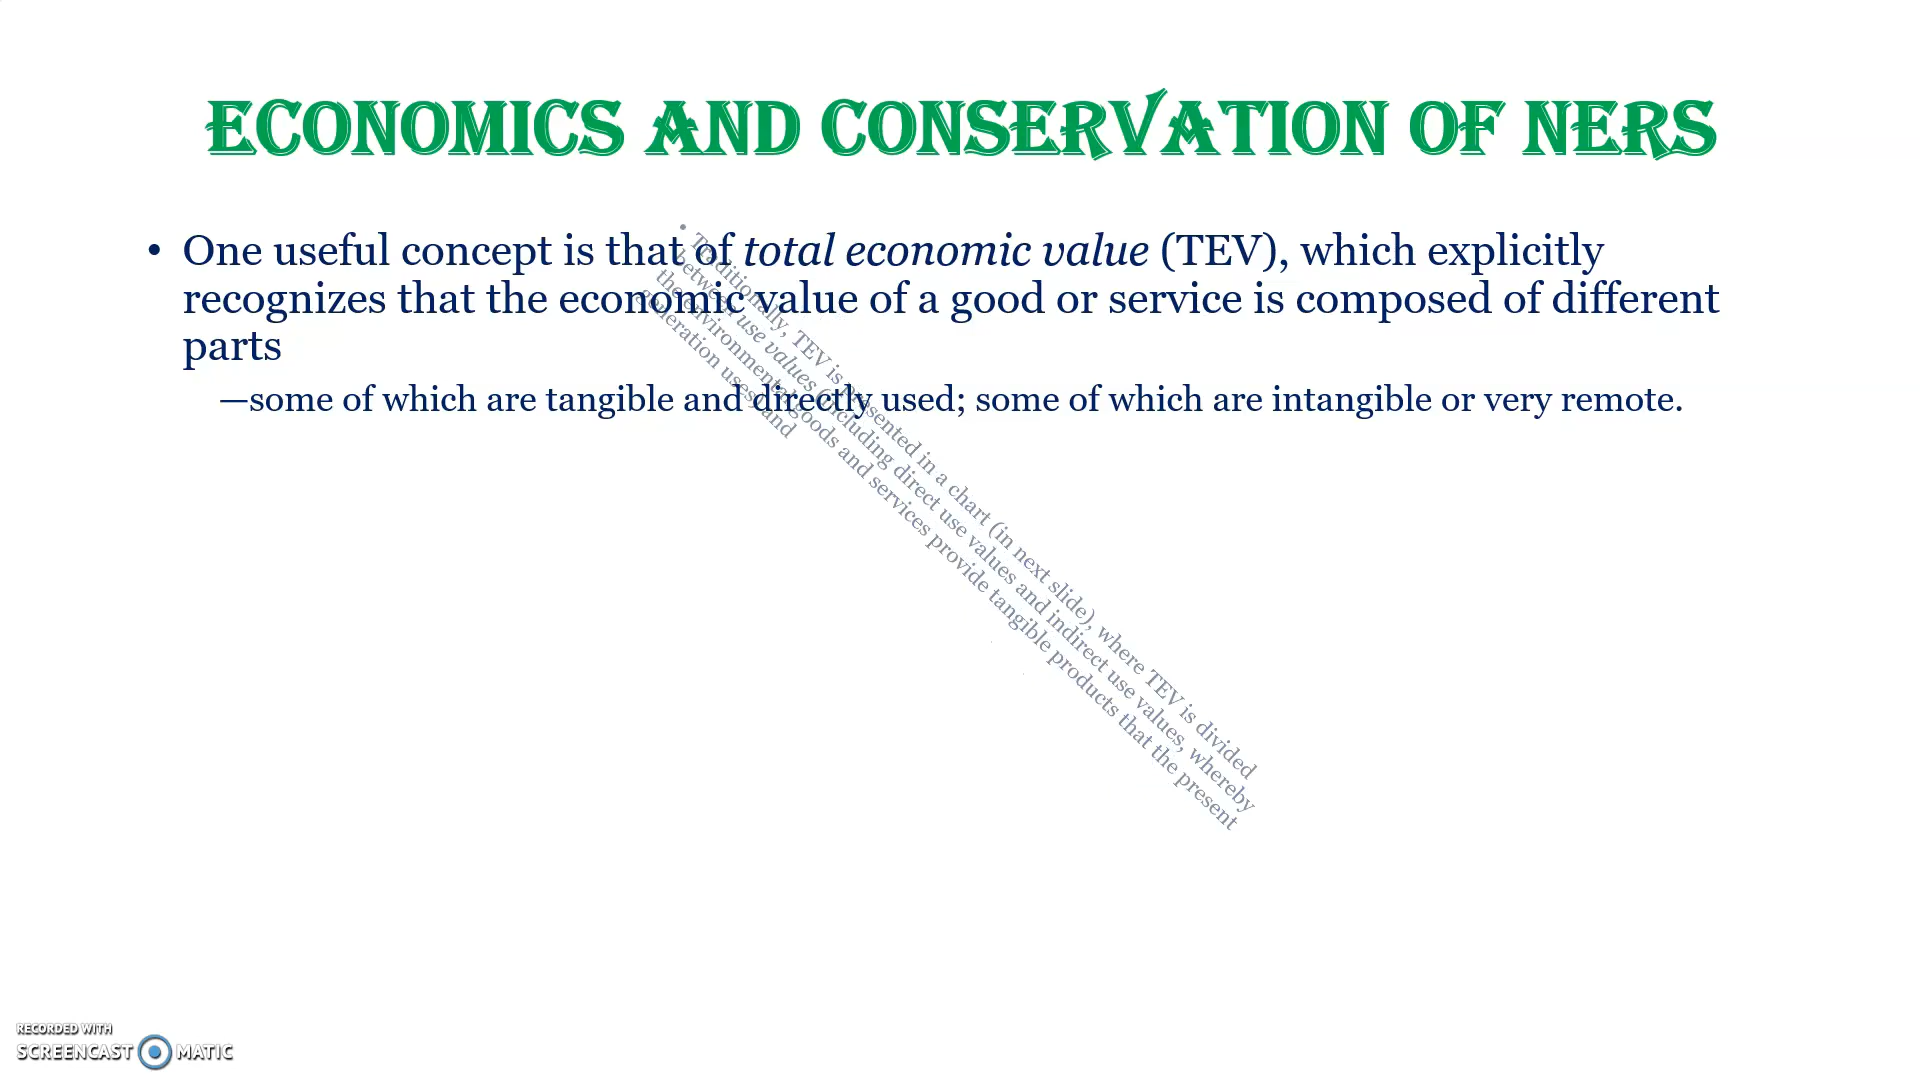 ECONOMICS AND CONSERVATION OF NERS
• One useful concept is that of total economic value (TEV), which explicitly
recognizes that the economic value of a good or service is composed of different
parts
—some of which are tangible and directly used; some of which are intangible or very remote.
• Traditionally, TEV is presented in a chart (in next slide), where TEV is divided
between use values (including direct use values and indirect use values, whereby
the environmental goods and services provide tangible products that the present
generation uses) and
RECORDED WITH
SCREENCAST MATIC